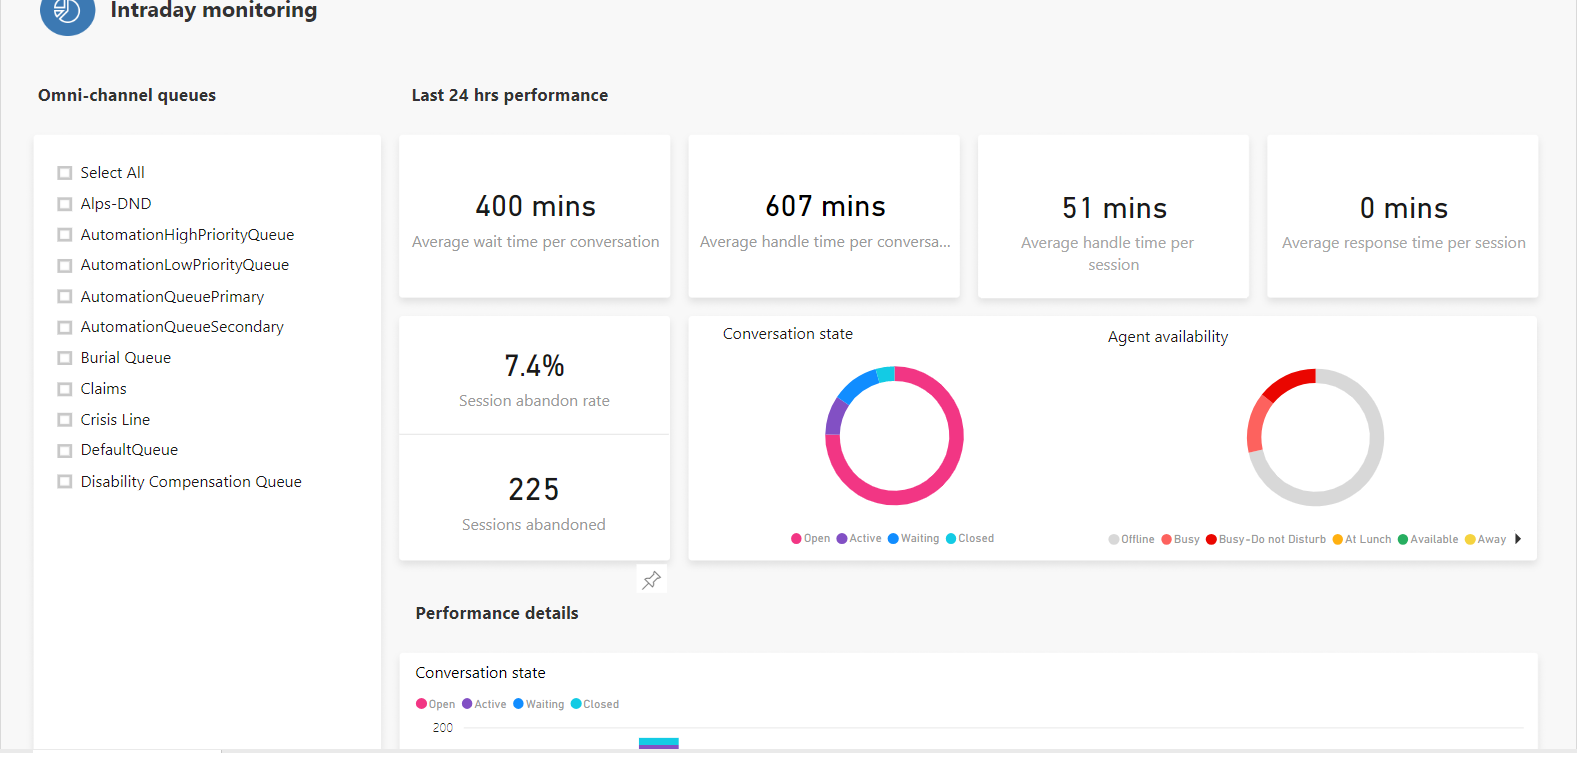 Intraday monitoring
Omni-channel queues
Last 24 hrs performance
Select All
Alps-DND
AutomationHighPriorityQueue
AutomationLowPriorityQueue
AutomationQueuePrimary
AutomationQueueSecondary
Burial Queue
Claims
Crisis Line
DefaultQueue
Disability Compensation Queue
400 mins
Average wait time per conversation
607 mins
Average handle time per conversa...
51 mins
Average handle time per
session
0 mins
Average response time per session
7.4%
Session abandon rate
225
Sessions abandoned
Conversation state
Open Active Waiting Closed
Agent availability
Offline Busy Busy-Do not Disturb At Lunch Available Away
Performance details
Conversation state
Open Active Waiting Closed
200